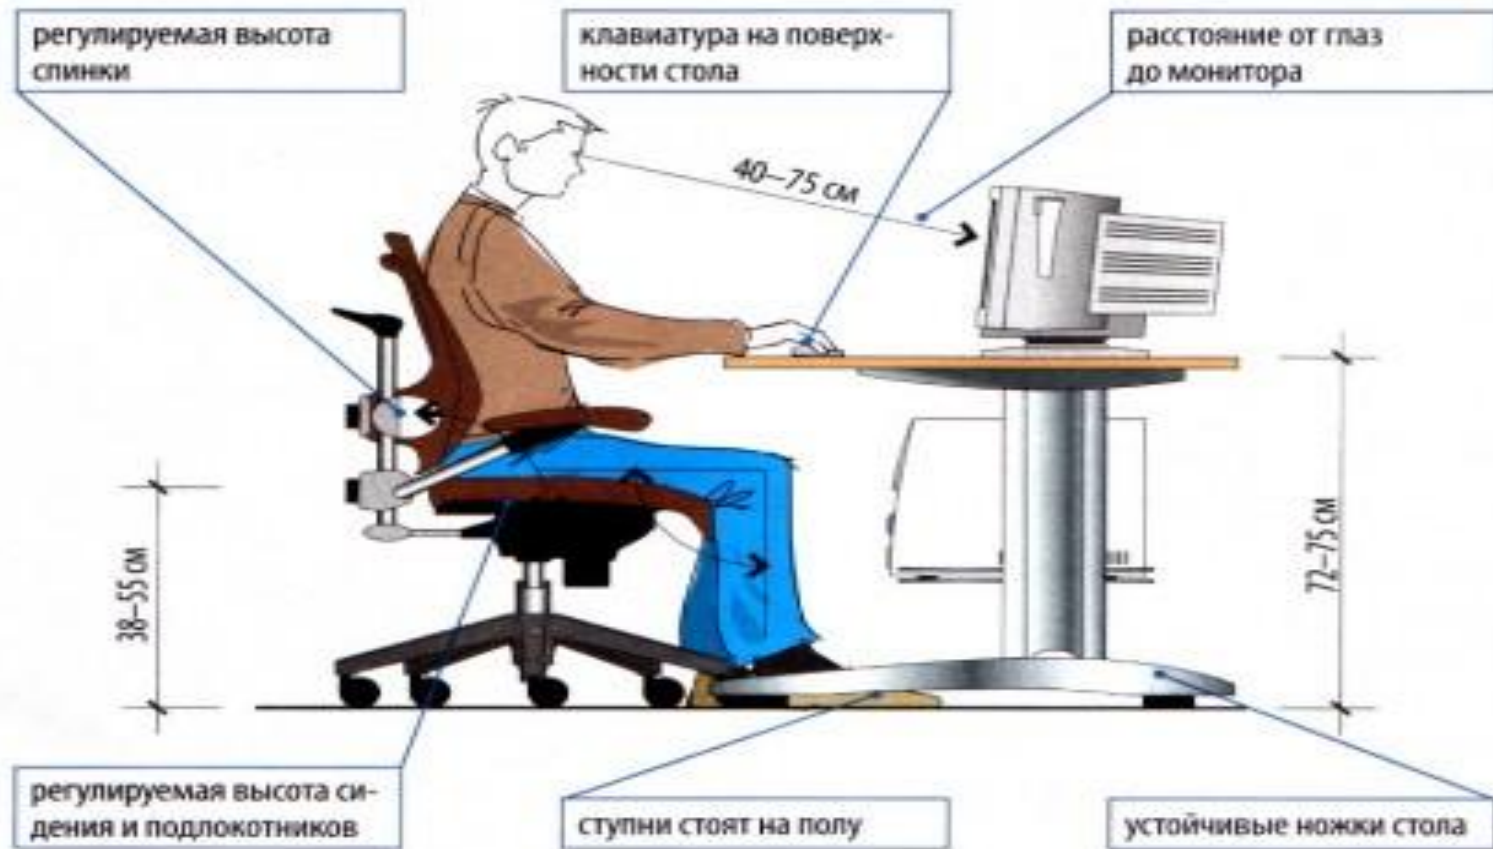 регулируемая высота
спинки
клавиатура на поверх-
ности стола
расстояние от глаз
до монитора
40–75 см
38–55 см
72–75 см
регулируемая высота си-
дения и подлокотников
ступни стоят на полу
устойчивые ножки стола